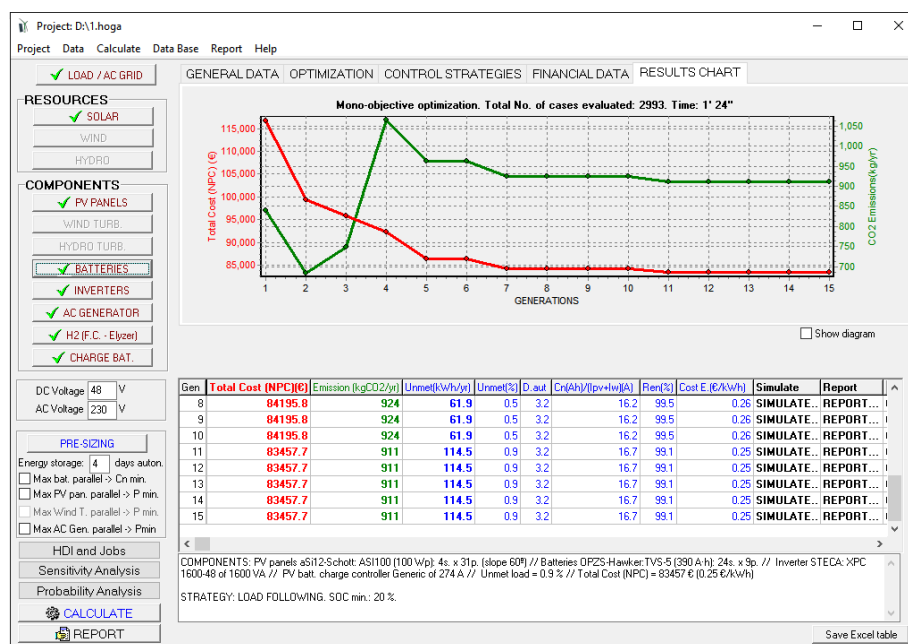 Project: D:\1.hoga
Project Data Calculate Data Base Report Help
LOAD / AC GRID
RESOURCES
SOLAR
WIND
HYDRO
COMPONENTS
PV PANELS
WIND TURB.
HYDRO TURB.
BATTERIES
INVERTERS
AC GENERATOR
H2 (F.C. - Elyzer)
CHARGE BAT.
DC Voltage 48 V
AC Voltage 230 V
PRE-SIZING
Energy storage: 4 days auton.
Max bat. parallel -> Cn min.
Max PV pan. parallel -> P min.
Max Wind T. parallel -> P min.
Max AC Gen. parallel -> Pmin
HDI and Jobs
Sensitivity Analysis
Probability Analysis
CALCULATE
REPORT
GENERAL DATA OPTIMIZATION CONTROL STRATEGIES FINANCIAL DATA RESULTS CHART
Mono-objective optimization. Total No. of cases evaluated: 2993. Time: 1' 24"
Total Cost (NPC) (€)
115,000
110,000
105,000
100,000
95,000
90,000
85,000
1,050
1,000
950
900
850
800
750
700
CO2 Emissions(kg/yr)
1 2 3 4 5 6 7 8 9 10 11 12 13 14 15
GENERATIONS
Show diagram
Gen Total Cost (NPC)(€) Emission (kgCO2/yr) Unmet(kWh/yr) Unmet(%) D.aut Cn(Ah)/(Ipv+Iw)(A) Ren(%) Cost E.(€/kWh) Simulate Report
8 84195.8 924 61.9 0.5 3.2 16.2 99.5 0.26 SIMULATE... REPORT...
9 84195.8 924 61.9 0.5 3.2 16.2 99.5 0.26 SIMULATE... REPORT...
10 84195.8 924 61.9 0.5 3.2 16.2 99.5 0.26 SIMULATE... REPORT...
11 83457.7 911 114.5 0.9 3.2 16.7 99.1 0.25 SIMULATE... REPORT...
12 83457.7 911 114.5 0.9 3.2 16.7 99.1 0.25 SIMULATE... REPORT...
13 83457.7 911 114.5 0.9 3.2 16.7 99.1 0.25 SIMULATE... REPORT...
14 83457.7 911 114.5 0.9 3.2 16.7 99.1 0.25 SIMULATE... REPORT...
15 83457.7 911 114.5 0.9 3.2 16.7 99.1 0.25 SIMULATE... REPORT...
COMPONENTS: PV panels aSi12-Schott: ASI100 (100 Wp): 4s. x 31p. (slope 60º) // Batteries OPZS-Hawker:TVS-5 (390 A·h): 24s. x 9p. // Inverter STECA: XPC
1600-48 of 1600 VA // PV batt. charge controller Generic of 274 A // Unmet load = 0.9 % // Total Cost (NPC) = 83457 € (0.25 €/kWh)
STRATEGY: LOAD FOLLOWING. SOC min.: 20 %.
Save Excel table